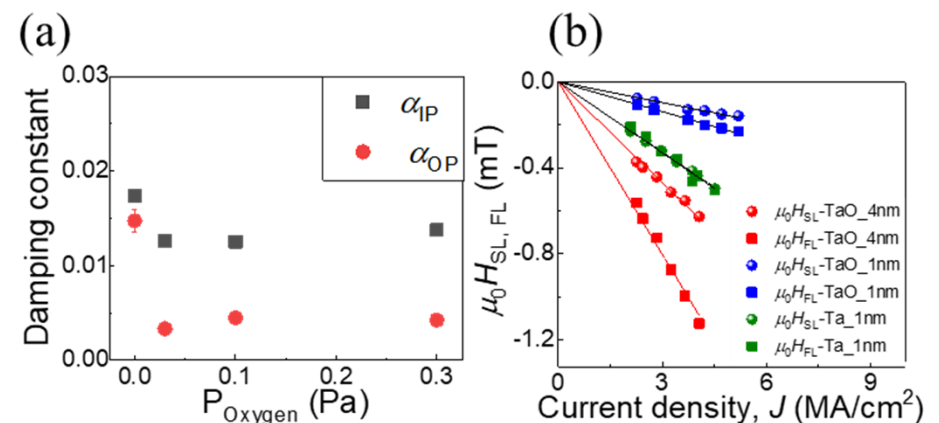 (a)
0.03
0.02
0.01
0.00
Damping constant
αIP
αOP
0.0
0.1
0.2
0.3
POxygen (Pa)
(b)
0.0
-0.4
-0.8
-1.2
μ0HSL, FL (mT)
μ0HSL-TaO_4nm
μ0HFL-TaO_4nm
μ0HSL-TaO_1nm
μ0HFL-TaO_1nm
μ0HSL-Ta_1nm
μ0HFL-Ta_1nm
0
3
6
9
Current density, J (MA/cm²)